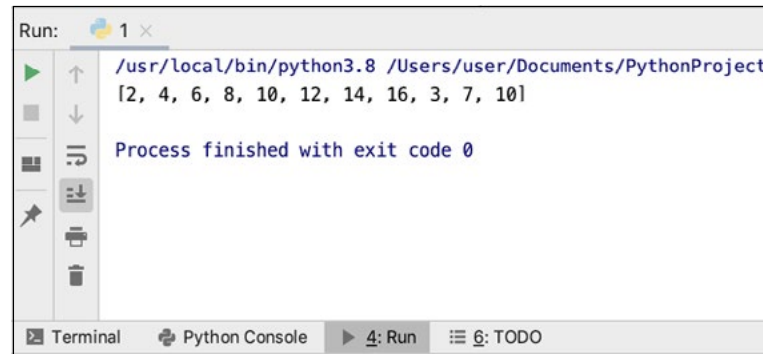 Run: 1
/usr/local/bin/python3.8 /Users/user/Documents/PythonProject
[2, 4, 6, 8, 10, 12, 14, 16, 3, 7, 10]
Process finished with exit code 0
Terminal Python Console 4: Run 6: TODO